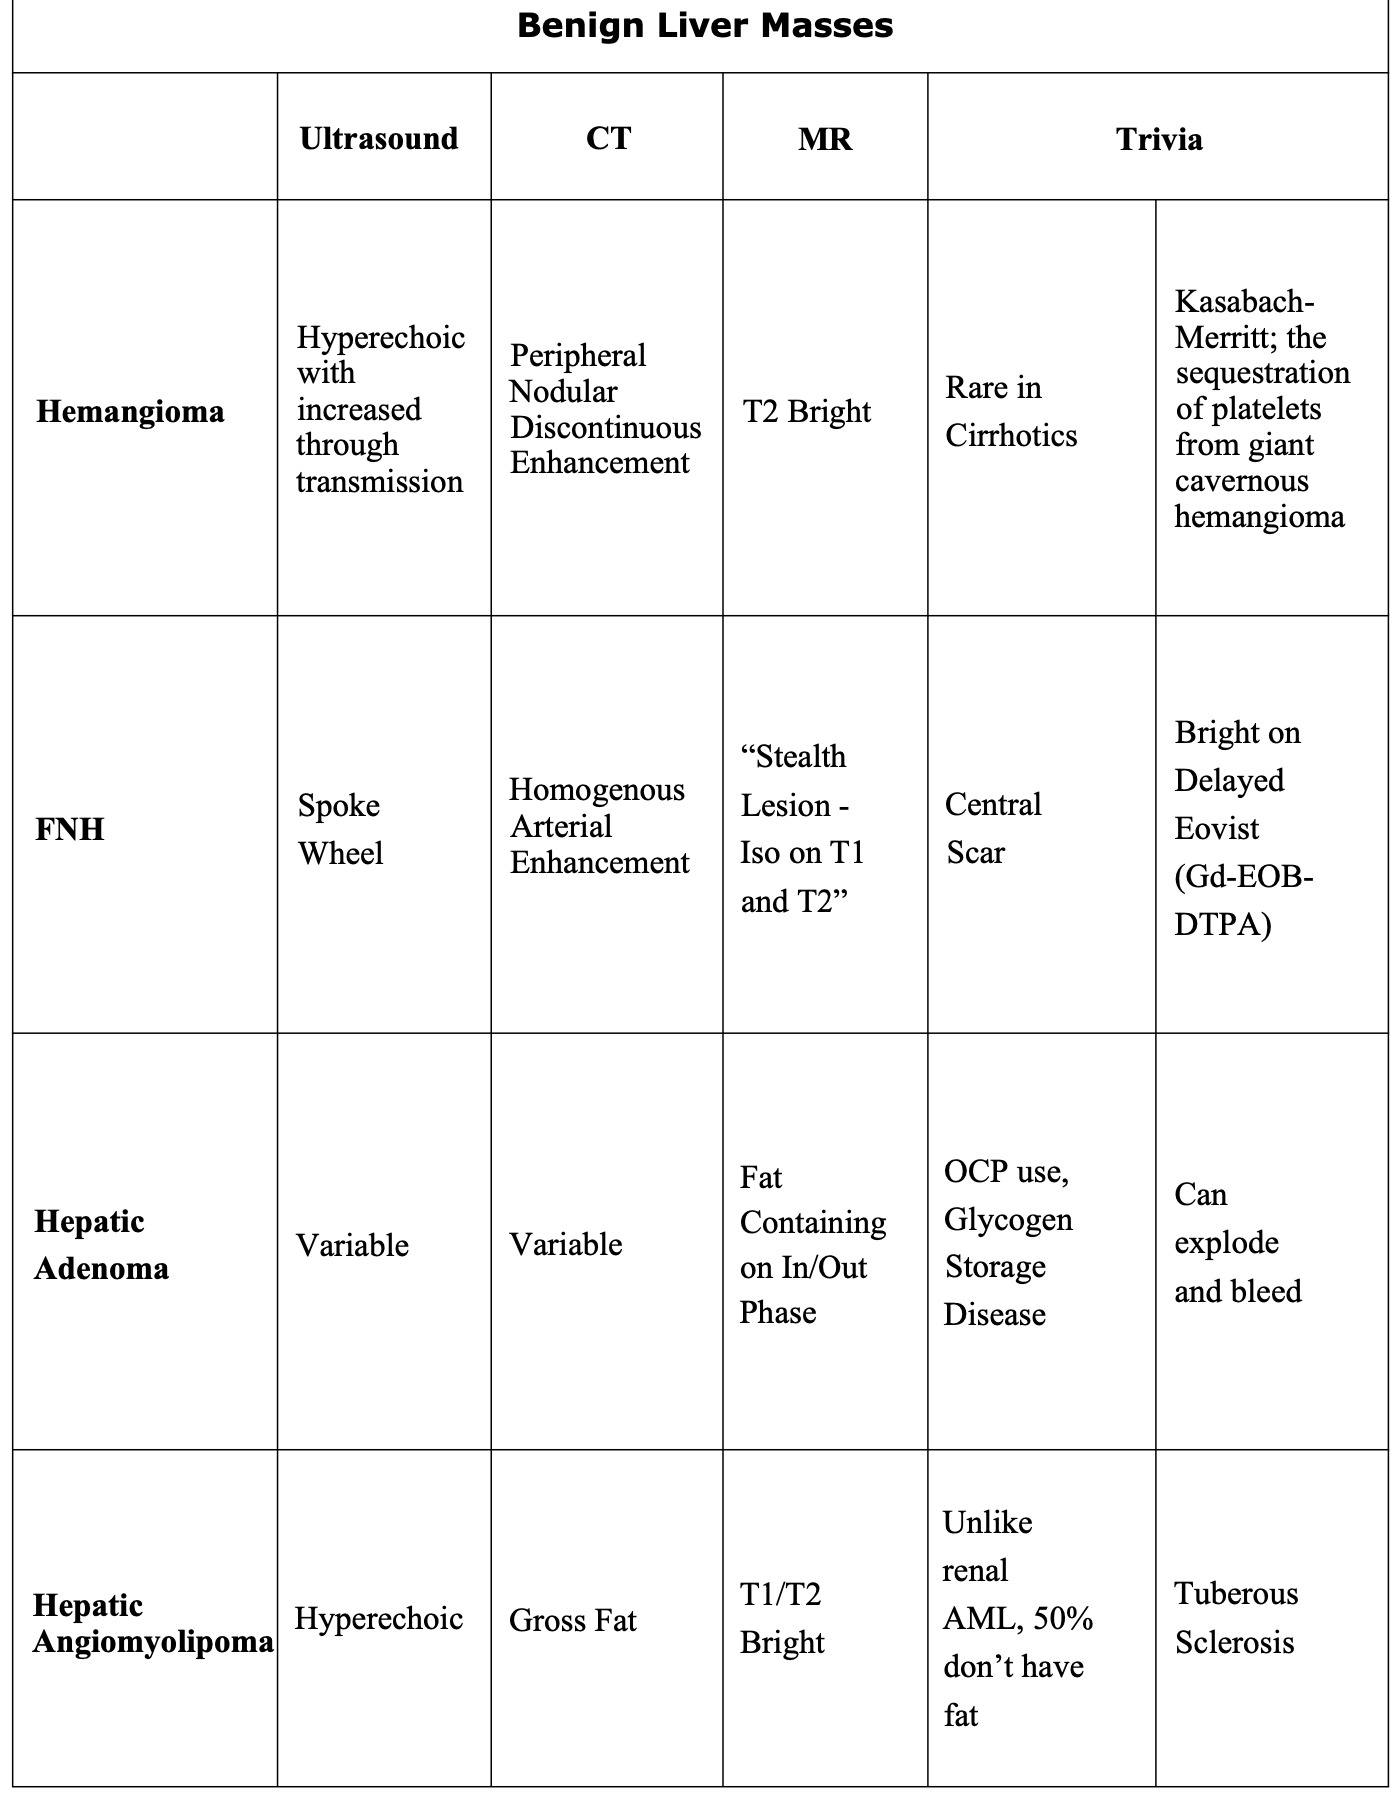 Benign Liver Masses
Ultrasound
CT
MR
Trivia
Hemangioma
Hyperechoic
with
increased
through
transmission
Peripheral
Nodular
Discontinuous
Enhancement
T2 Bright
Rare in
Cirrhotics
Kasabach-
Merritt; the
sequestration
of platelets
from giant
cavernous
hemangioma
FNH
Spoke
Wheel
Homogenous
Arterial
Enhancement
“Stealth
Lesion -
Iso on T1
and T2”
Central
Scar
Bright on
Delayed
Eovist
(Gd-EOB-
DTPA)
Hepatic
Adenoma
Variable
Variable
Fat
Containing
on In/Out
Phase
OCP use,
Glycogen
Storage
Disease
Can
explode
and bleed
Hepatic
Angiomyolipoma
Hyperechoic
Gross Fat
T1/T2
Bright
Unlike
renal
AML, 50%
don’t have
fat
Tuberous
Sclerosis